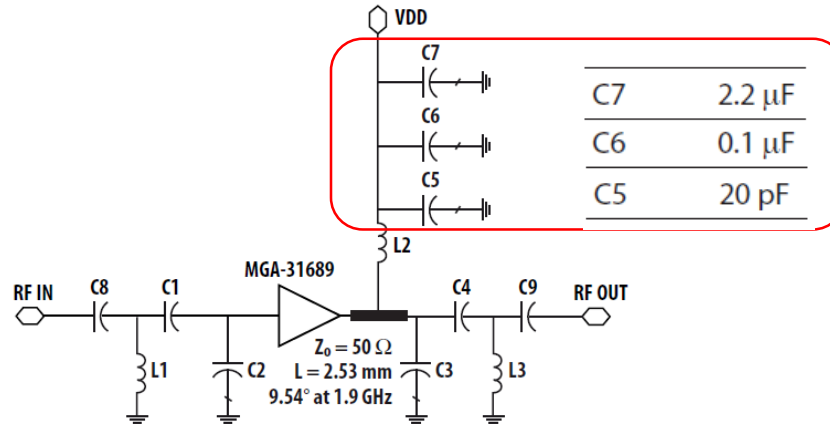 VDD
C7
C7 2.2 µF
C6
C6 0.1 µF
C5
C5 20 pF
L2
MGA-31689
RF IN
C8
C1
C4
C9
RF OUT
Z₀ = 50 Ω
L1
C2
L = 2.53 mm
C3
L3
9.54° at 1.9 GHz